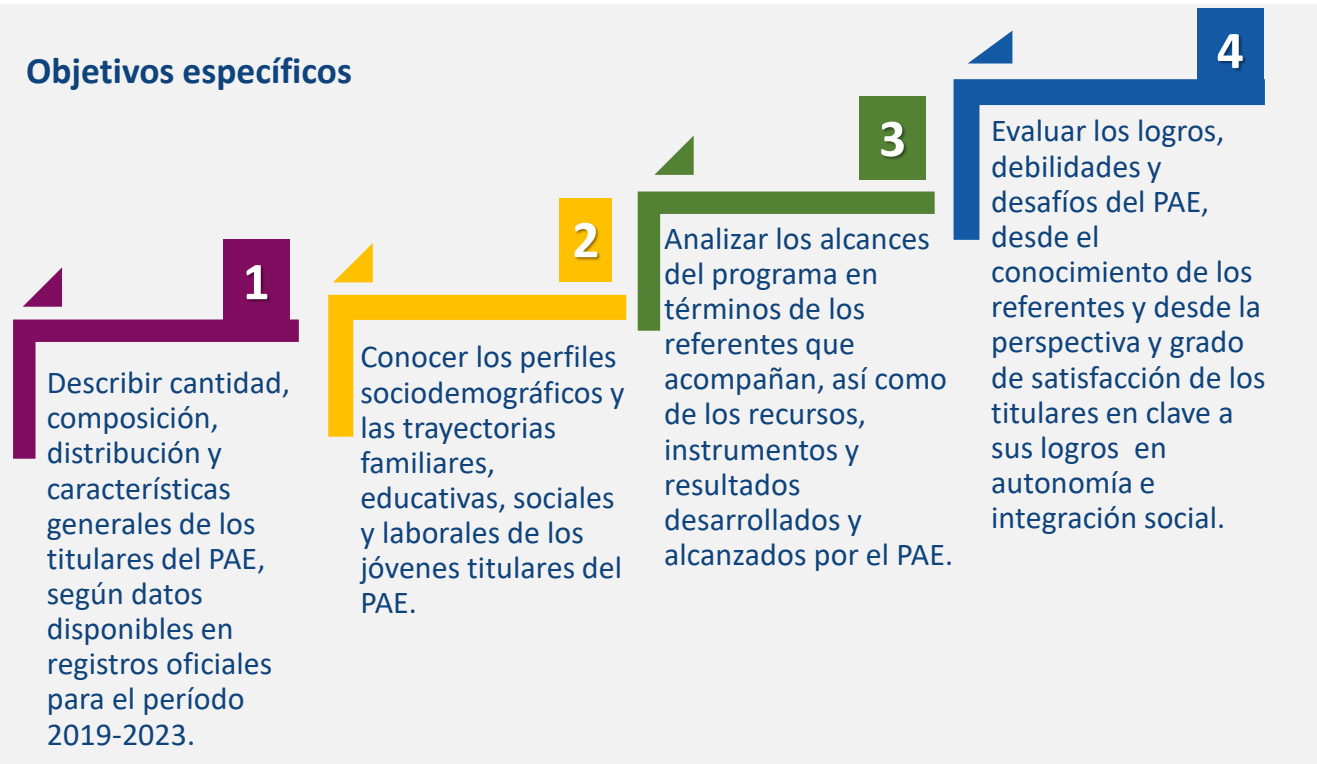 Objetivos específicos
1
Describir cantidad,
composición,
distribución y
características
generales de los
titulares del PAE,
según datos
disponibles en
registros oficiales
para el período
2019-2023.
2
Conocer los perfiles
sociodemográficos y
las trayectorias
familiares,
educativas, sociales
y laborales de los
jóvenes titulares del
PAE.
3
Analizar los alcances
del programa en
términos de los
referentes que
acompañan, así como
de los recursos,
instrumentos y
resultados
desarrollados y
alcanzados por el PAE.
4
Evaluar los logros,
debilidades y
desafíos del PAE,
desde el
conocimiento de los
referentes y desde la
perspectiva y grado
de satisfacción de los
titulares en clave a
sus logros  en
autonomía e
integración social.